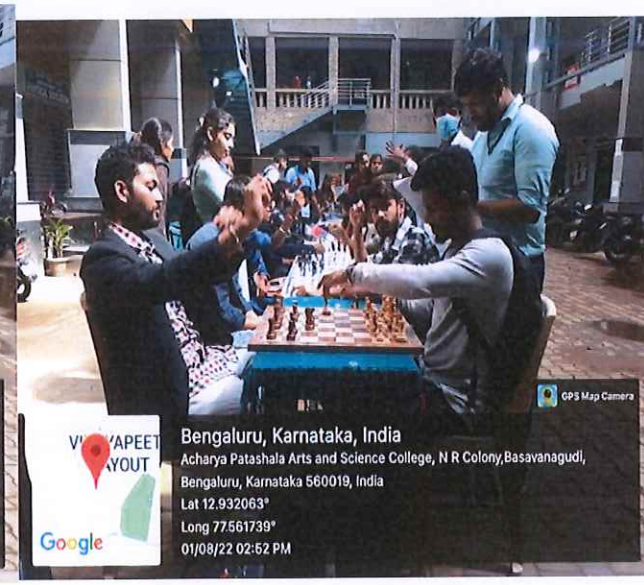 GPS Map Camera
AYOUT
Google
Bengaluru, Karnataka, India
Acharya Patashala Arts and Science College, N R Colony,Basavanagudi,
Bengaluru, Karnataka 560019, India
Lat 12.932063°
Long 77.561739°
01/08/22 02:52 PM